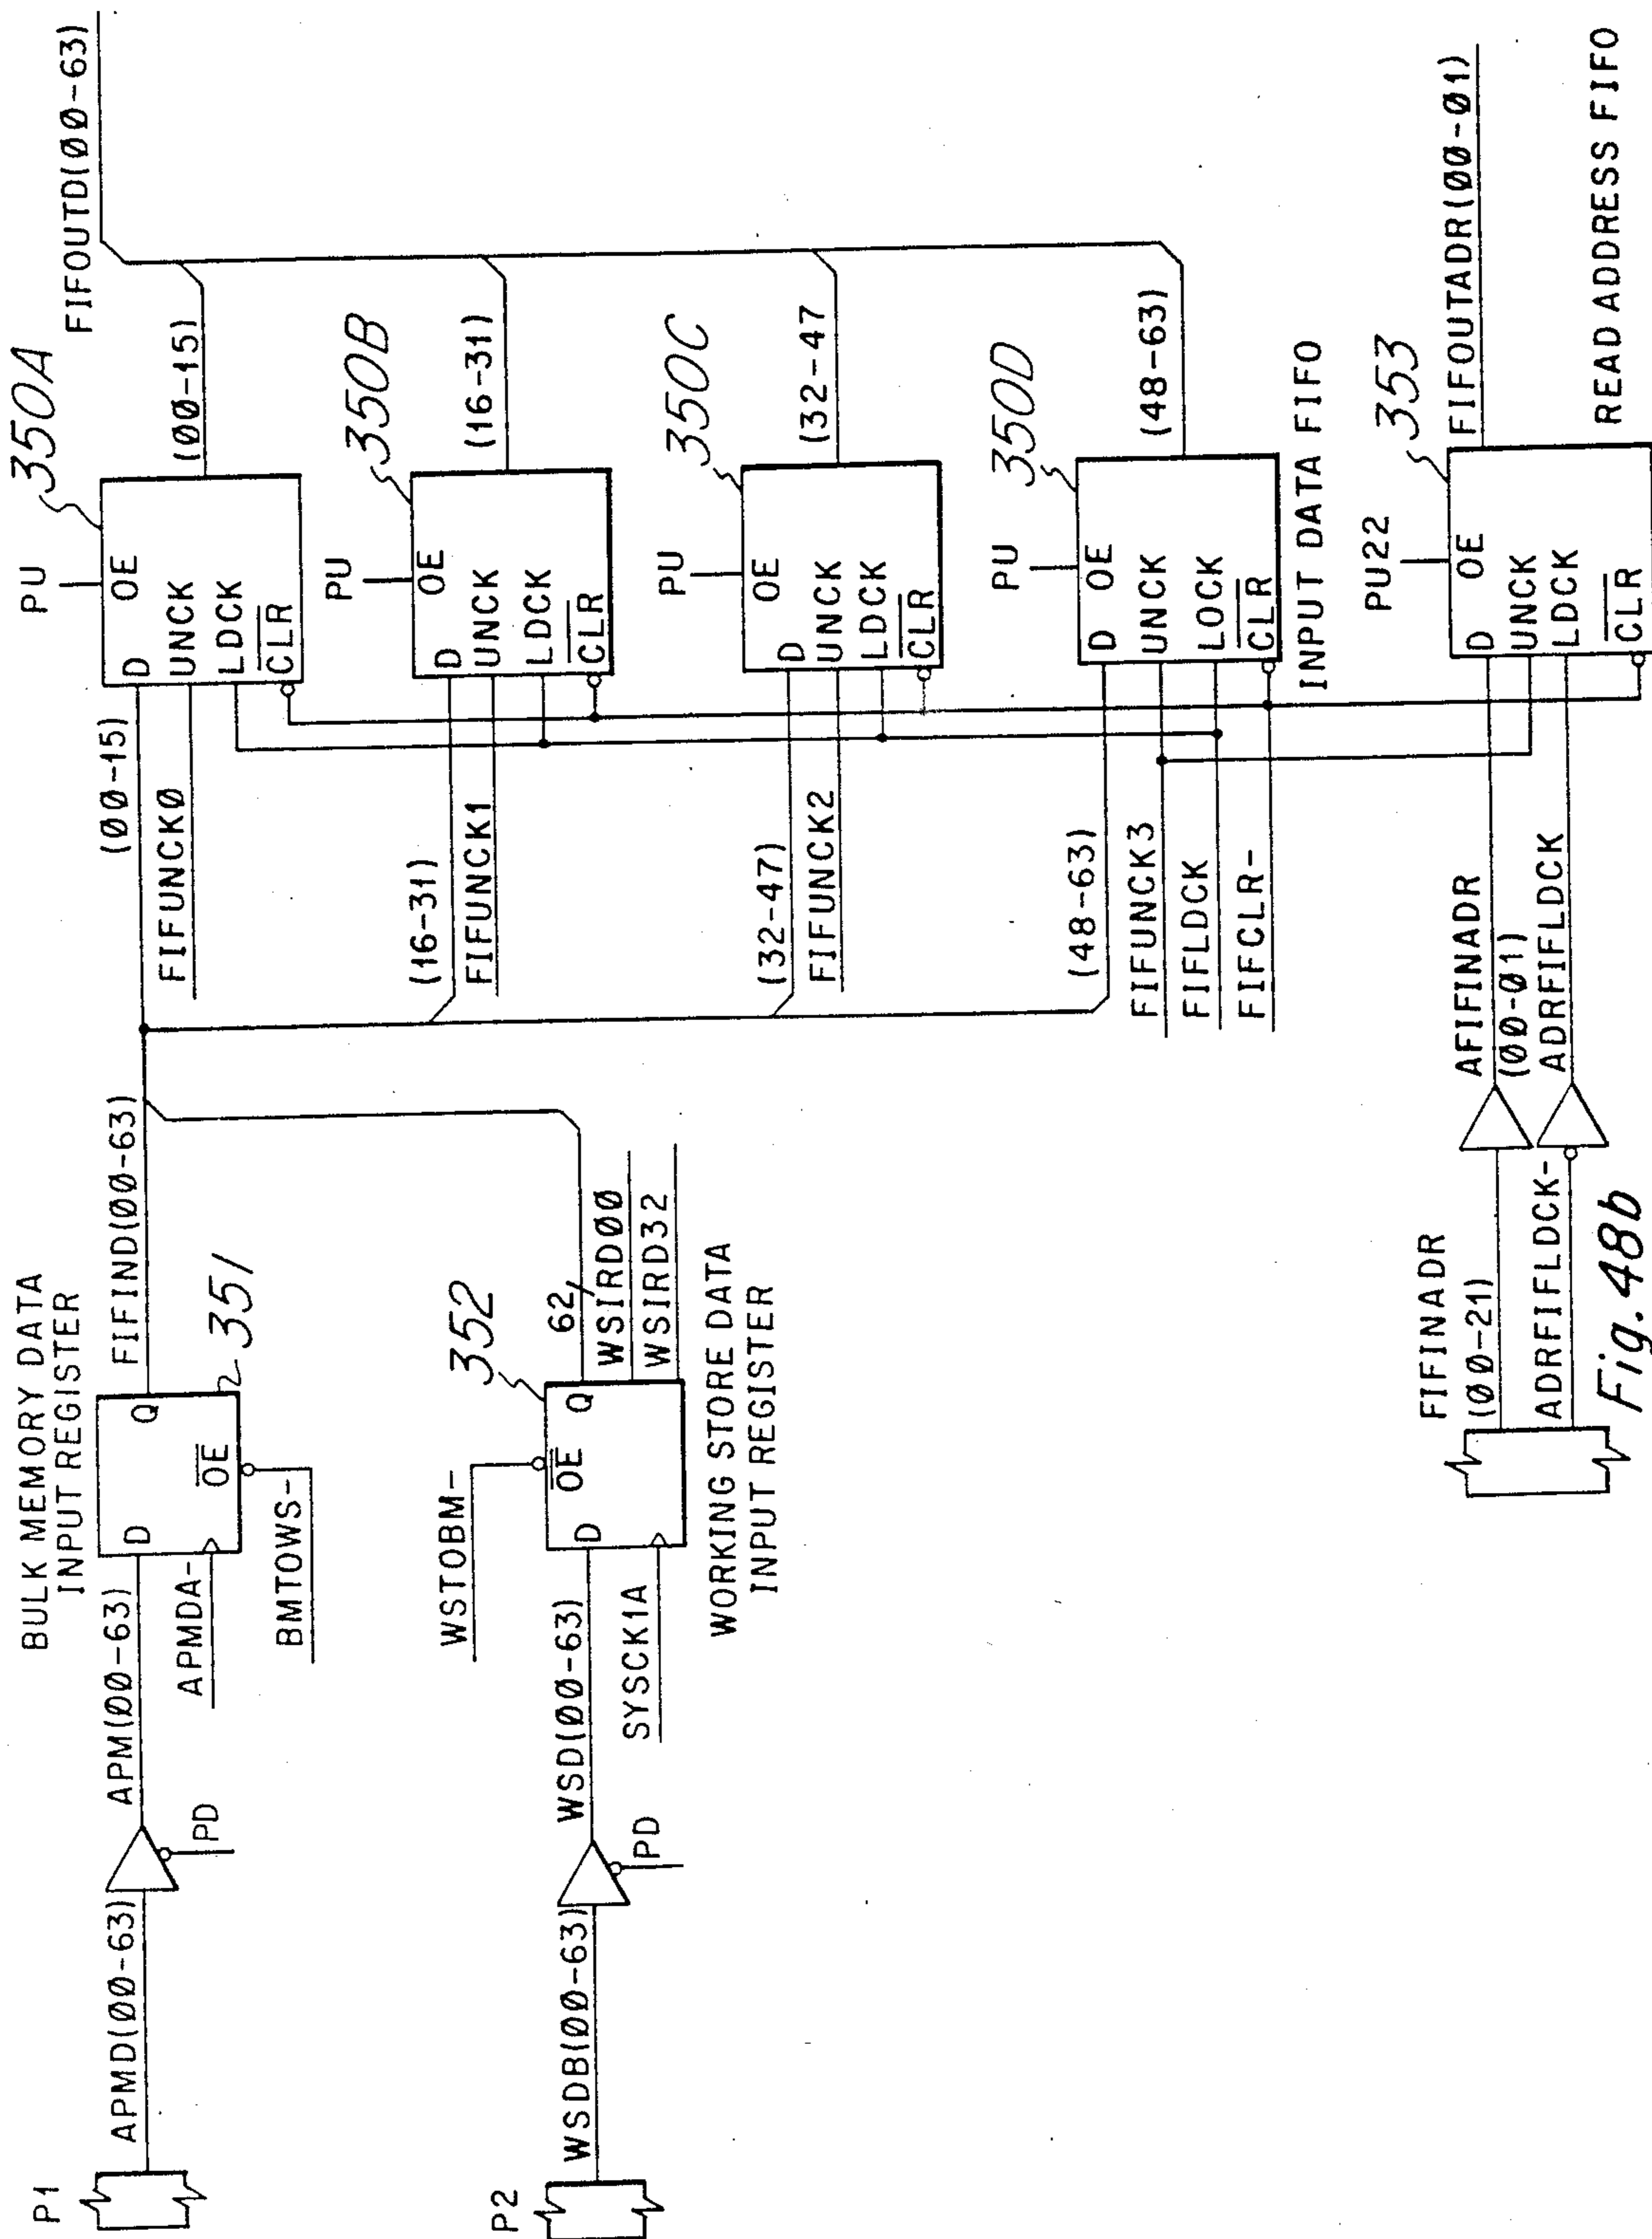 P1
APMD(00-63)
PD
APM(00-63)
BULK MEMORY DATA
INPUT REGISTER
D
Q
OE
APMDA-
BMTOWS-
351
FIFIND(00-63)
P2
WSDB(00-63)
PD
WSD(00-63)
WSTOBM-
SYSCK1A
D
OE
Q
352
62
WSIRD00
WSIRD32
WORKING STORE DATA
INPUT REGISTER
(00-15)
FIFUNCK0
PU
D
OE
UNCK
LDCK
CLR
350A
(00-15)
FIFOUTD(00-63)
(16-31)
FIFUNCK1
PU
D
OE
UNCK
LDCK
CLR
350B
(16-31)
(32-47)
FIFUNCK2
PU
D
OE
UNCK
LDCK
CLR
350C
(32-47
(48-63)
FIFUNCK3
FIFLDCK
FIFCLR-
PU
D
OE
UNCK
LOCK
CLR
350D
(48-63)
INPUT DATA FIFO
FIFINADR
(00-21)
ADRFIFLDCK-
AFIFINADR
(00-01)
ADRFIFLDCK
PU22
D
OE
UNCK
LDCK
CLR
353
FIFOUTADR(00-01)
READ ADDRESS FIFO
Fig. 48b